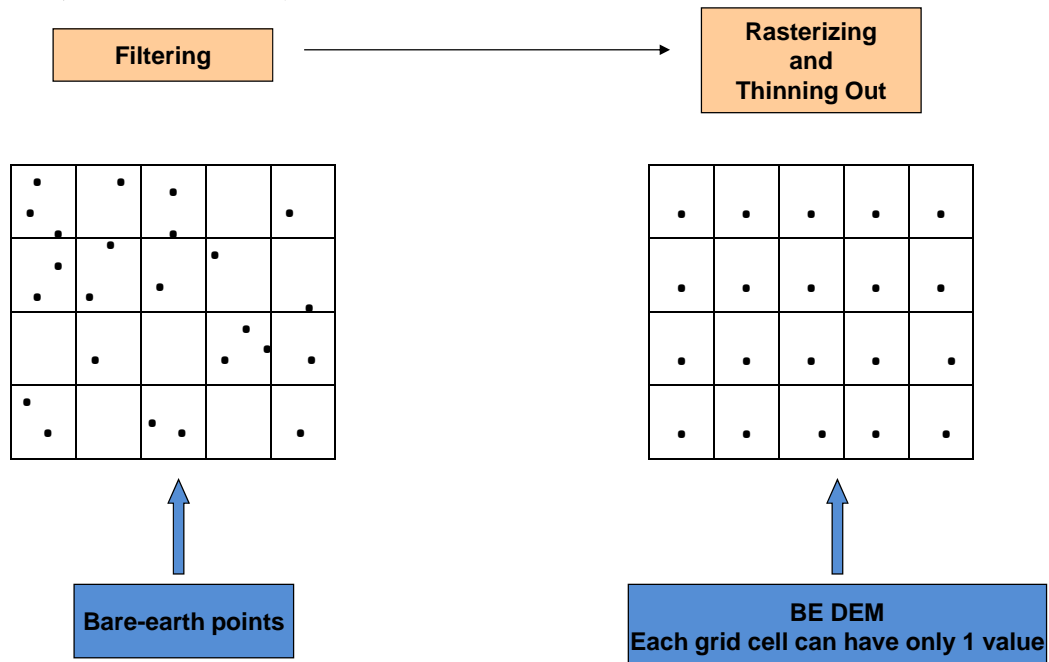 Filtering
Rasterizing
and
Thinning Out
Bare-earth points
BE DEM
Each grid cell can have only 1 value